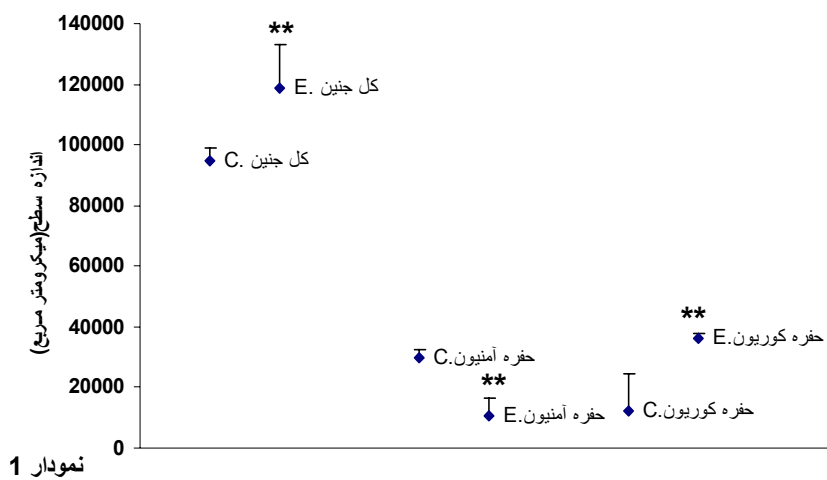 140000
120000
100000
80000
60000
40000
20000
0
اندازه سطح(میکرومتر مربع)
**
کل جنین .E
کل جنین .C
حفره آمنیون.C
**
حفره آمنیون.E
**
حفره کوریون.E
حفره کوریون.C
نمودار 1